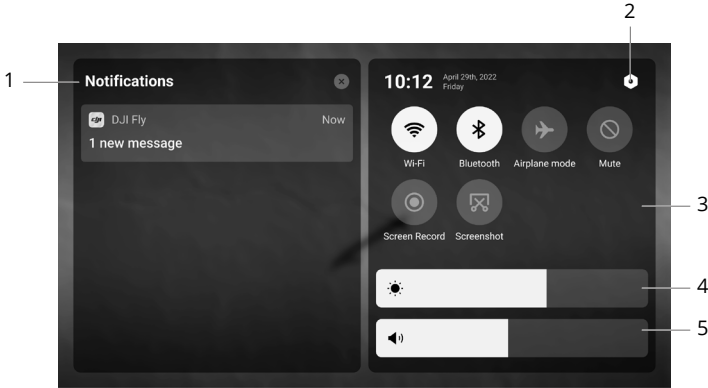 2
1
Notifications
10:12
April 29th, 2022
Friday
dji
DJI Fly
Now
1 new message
Wi-Fi
Bluetooth
Airplane mode
Mute
3
Screen Record
Screenshot
4
5